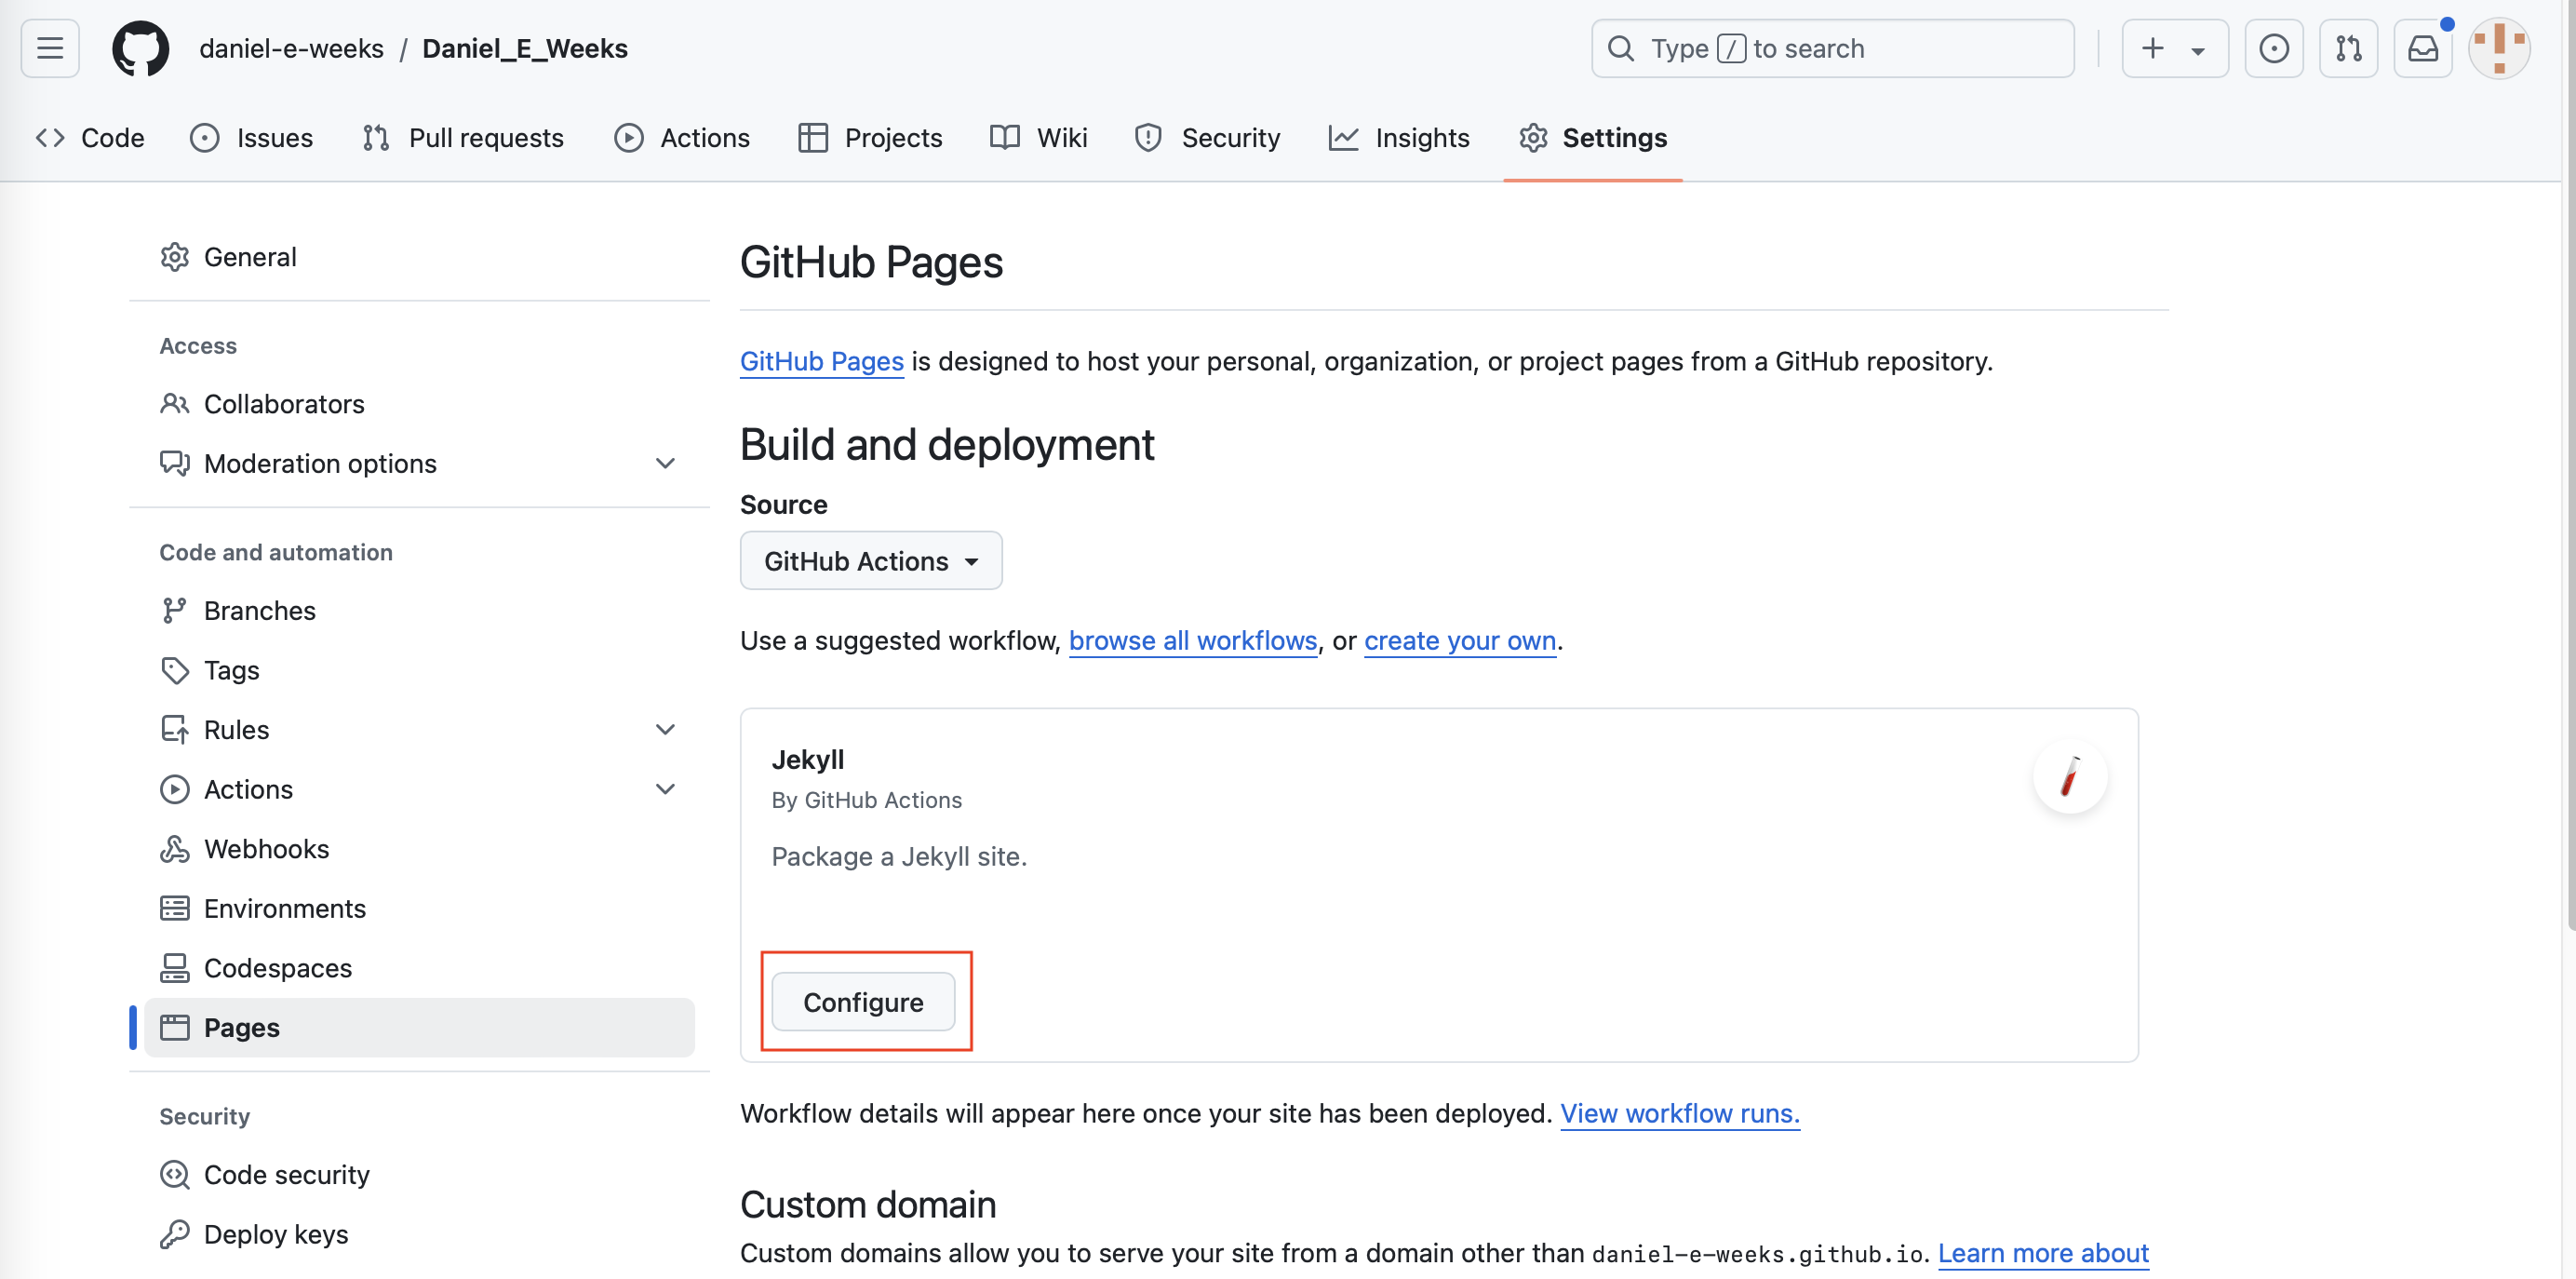 daniel-e-weeks / Daniel_E_Weeks
Type / to search
Code Issues Pull requests Actions Projects Wiki Security Insights Settings
General
Access
Collaborators
Moderation options
Code and automation
Branches
Tags
Rules
Actions
Webhooks
Environments
Codespaces
Pages
Security
Code security
Deploy keys
GitHub Pages
GitHub Pages is designed to host your personal, organization, or project pages from a GitHub repository.
Build and deployment
Source
GitHub Actions
Use a suggested workflow, browse all workflows, or create your own.
Jekyll
By GitHub Actions
Package a Jekyll site.
Configure
Workflow details will appear here once your site has been deployed. View workflow runs.
Custom domain
Custom domains allow you to serve your site from a domain other than daniel-e-weeks.github.io. Learn more about